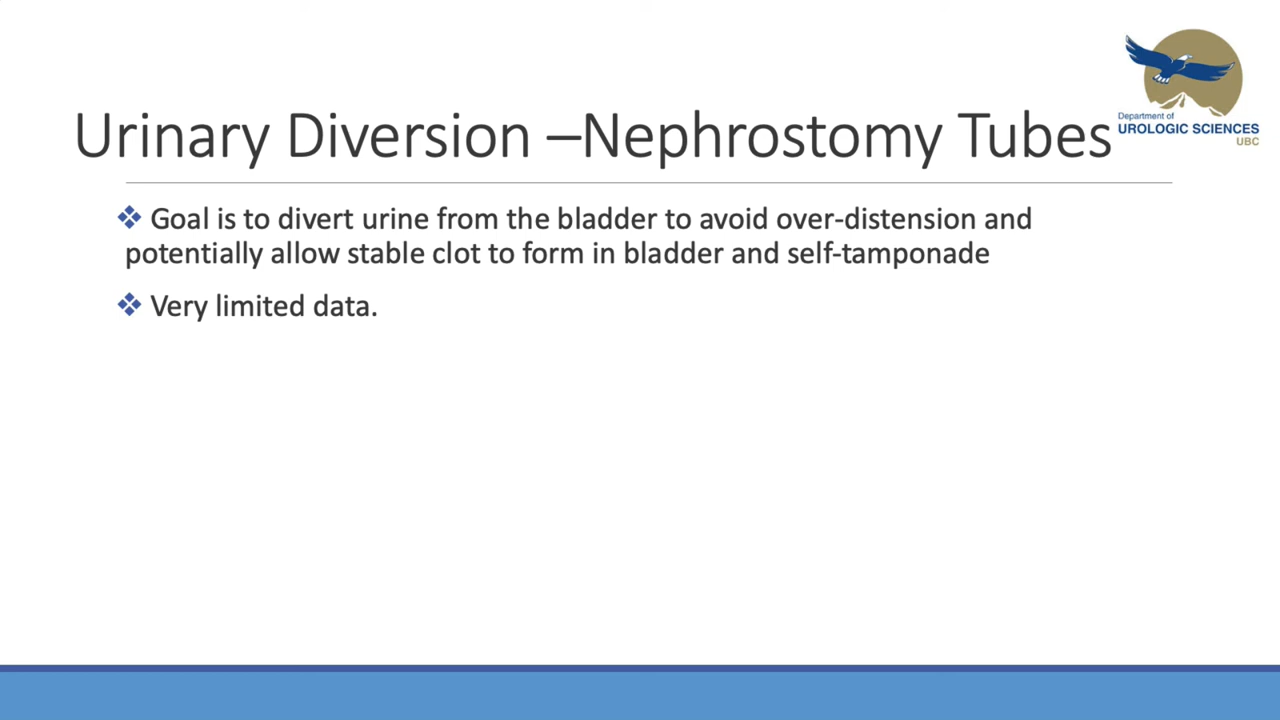 Department of
UROLOGIC SCIENCES
UBC
Urinary Diversion –Nephrostomy Tubes
❖ Goal is to divert urine from the bladder to avoid over-distension and
potentially allow stable clot to form in bladder and self-tamponade
❖ Very limited data.